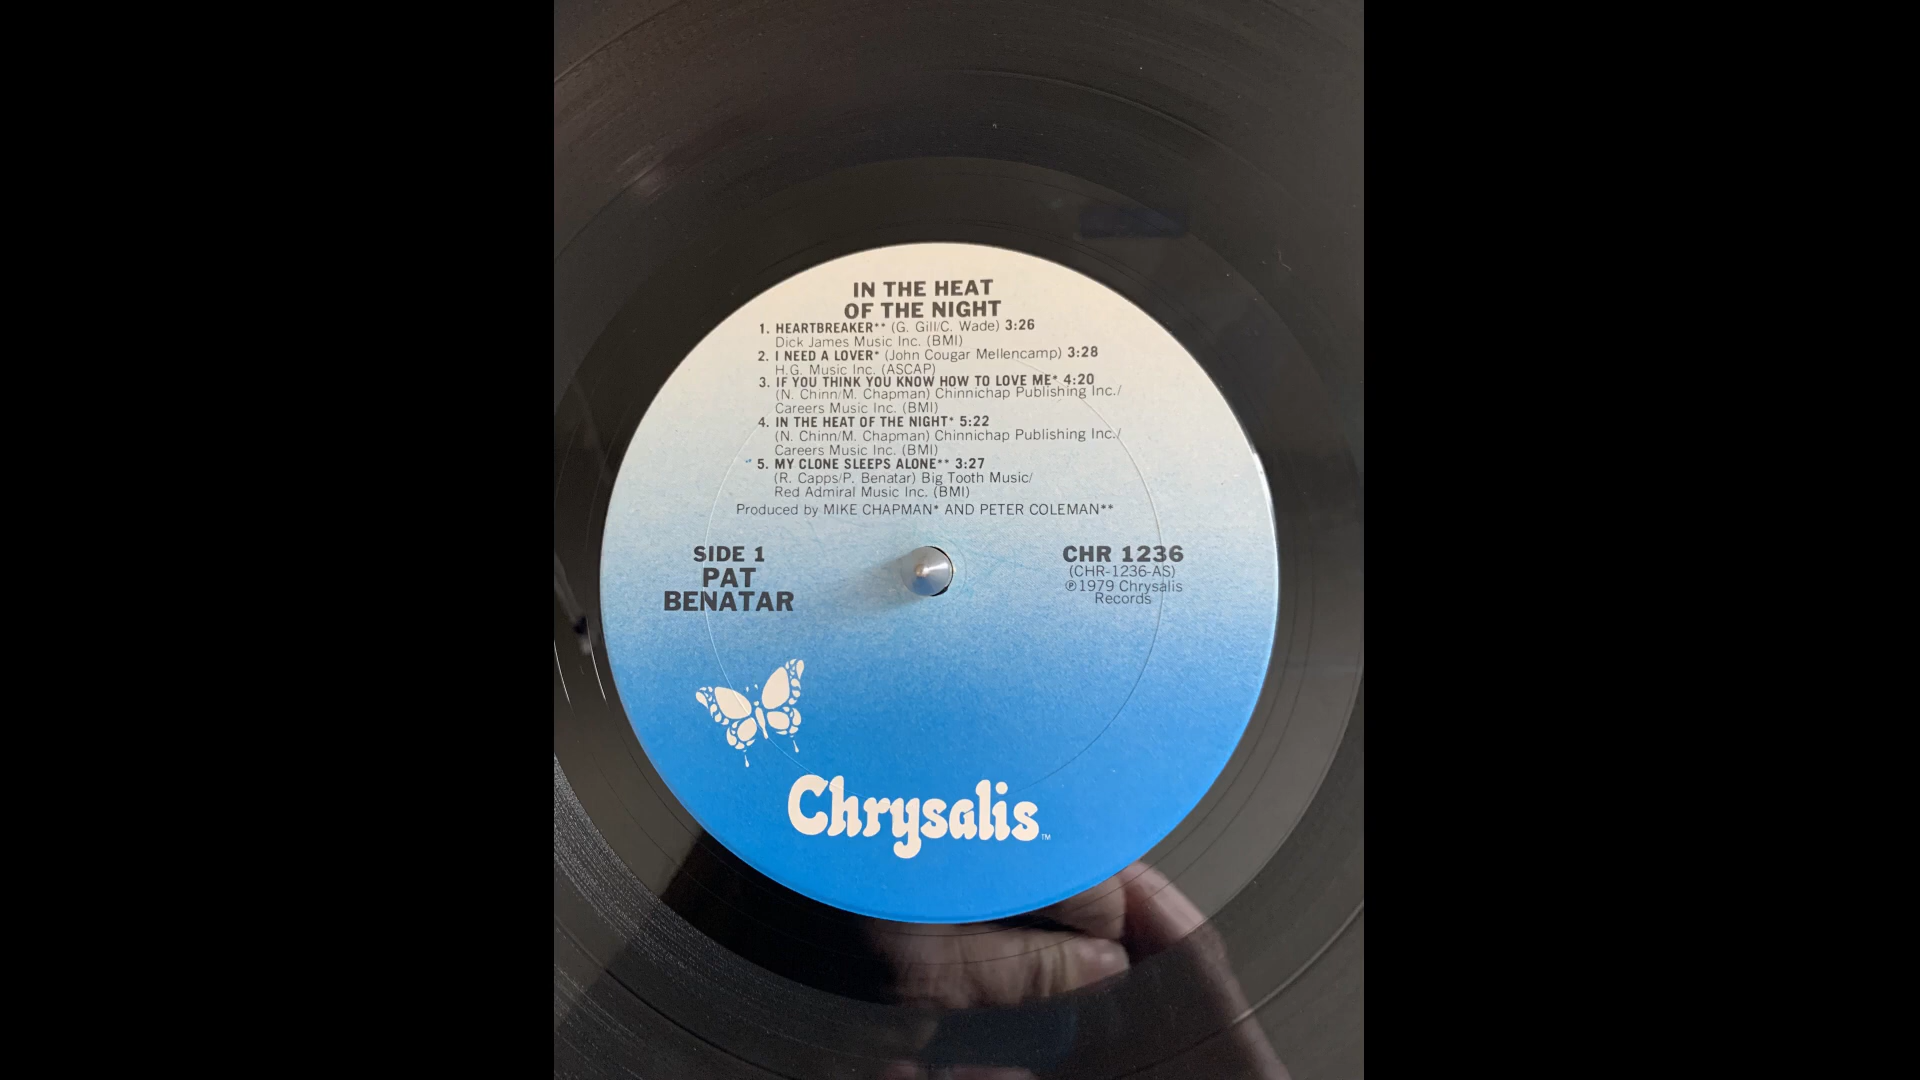 IN THE HEAT
OF THE NIGHT
1. HEARTBREAKER** (G. Gill/C. Wade) 3:26
Dick James Music Inc. (BMI)
2. I NEED A LOVER* (John Cougar Mellencamp) 3:28
H.G. Music Inc. (ASCAP)
3. IF YOU THINK YOU KNOW HOW TO LOVE ME* 4:20
(N. Chinn/M. Chapman) Chinnichap Publishing Inc./
Careers Music Inc. (BMI)
4. IN THE HEAT OF THE NIGHT* 5:22
(N. Chinn/M. Chapman) Chinnichap Publishing Inc./
Careers Music Inc. (BMI)
5. MY CLONE SLEEPS ALONE** 3:27
(R. Capps/P. Benatar) Big Tooth Music/
Red Admiral Music Inc. (BMI)
Produced by MIKE CHAPMAN* AND PETER COLEMAN**
SIDE 1
PAT
BENATAR
CHR 1236
(CHR-1236-AS)
℗1979 Chrysalis
Records
Chrysalis™